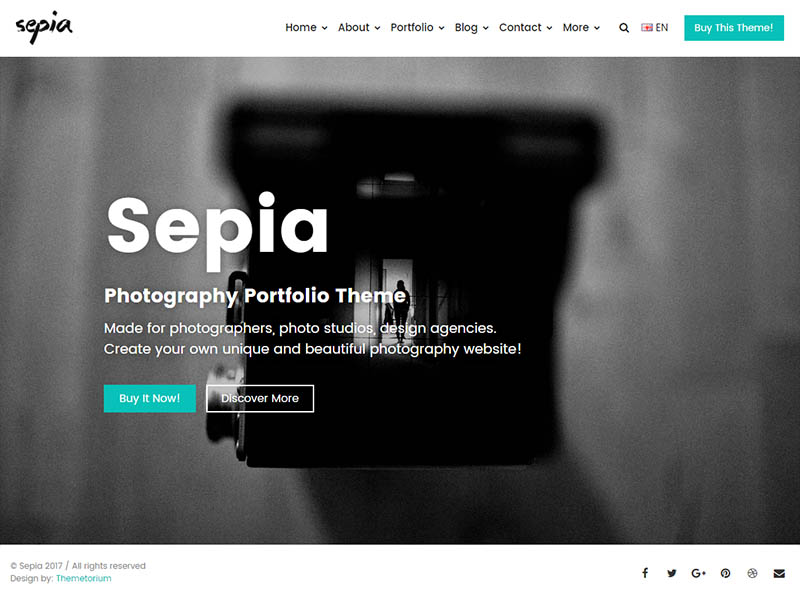 sepia
Home About Portfolio Blog Contact More EN Buy This Theme!
Sepia
Photography Portfolio Theme
Made for photographers, photo studios, design agencies.
Create your own unique and beautiful photography website!
Buy It Now! Discover More
© Sepia 2017 / All rights reserved
Design by: Themetorium